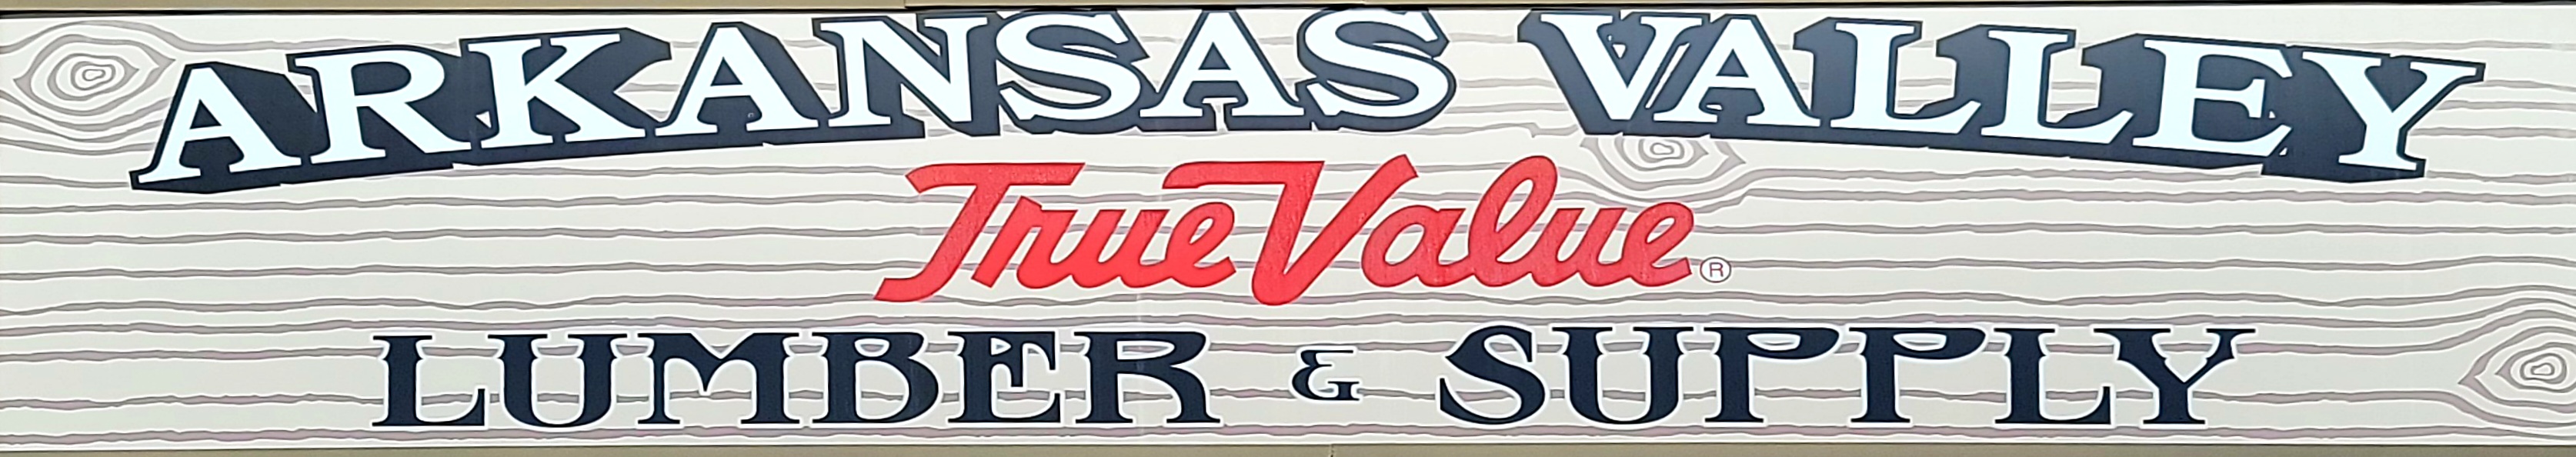 ARKANSAS VALLEY
True Value®
LUMBER & SUPPLY